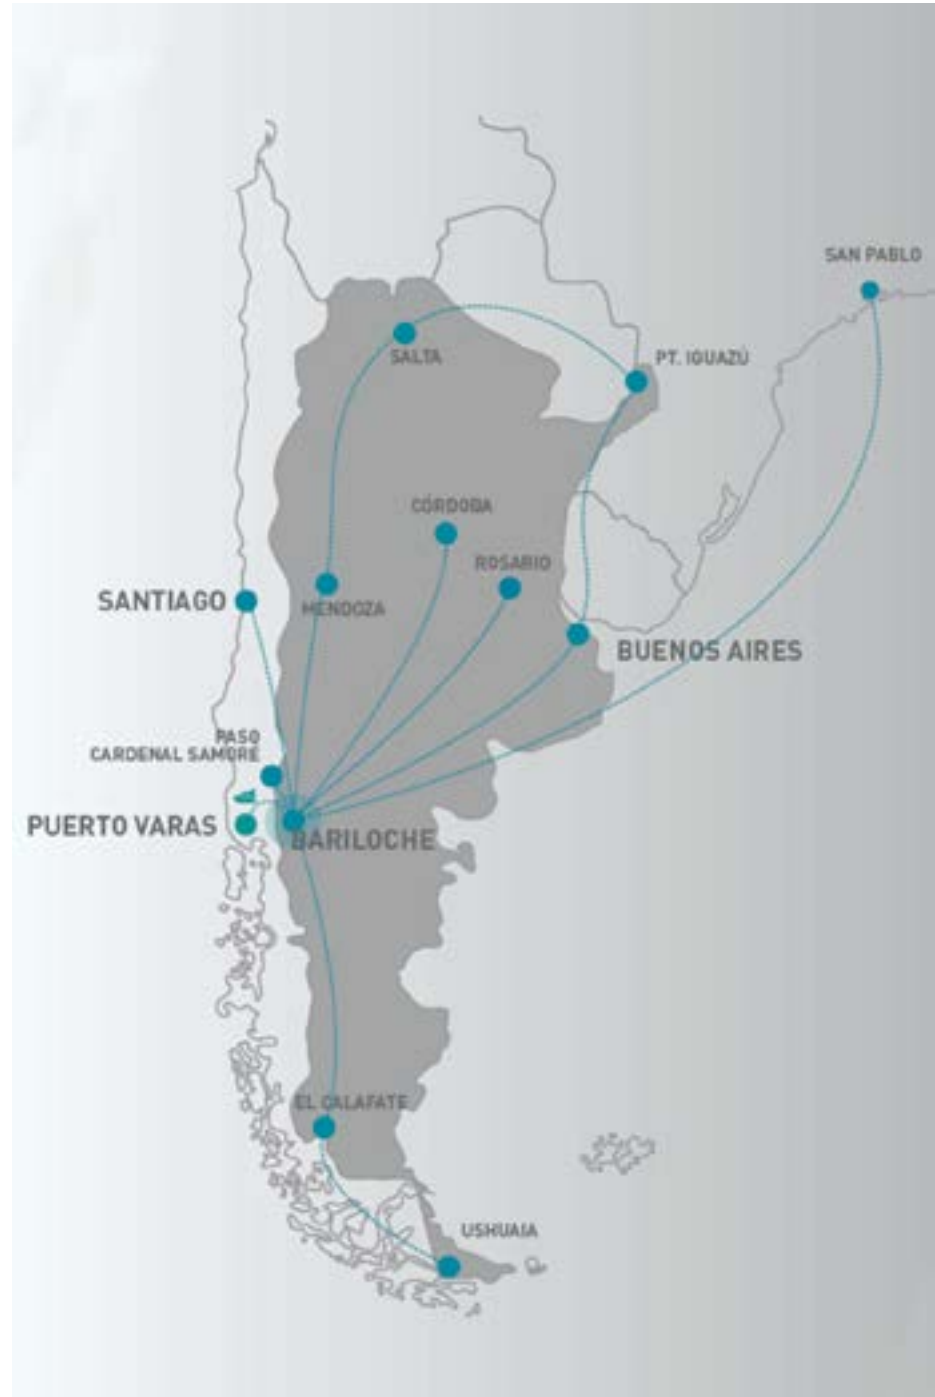 SAN PABLO
SALTA
PT. IGUAZÚ
CÓRDOBA
ROSARIO
SANTIAGO
MENDOZA
BUENOS AIRES
PASO
CARDENAL SAMORE
PUERTO VARAS
BARILOCHE
EL CALAFATE
USHUAIA